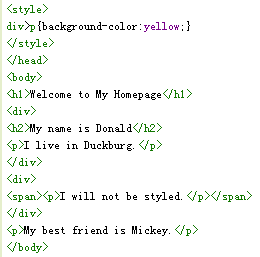 <style>
div>p{background-color:yellow;}
</style>
</head>
<body>
<h1>Welcome to My Homepage</h1>
<div>
<h2>My name is Donald</h2>
<p>I live in Duckburg.</p>
</div>
<div>
<span><p>I will not be styled.</p></span>
</div>
<p>My best friend is Mickey.</p>
</body>